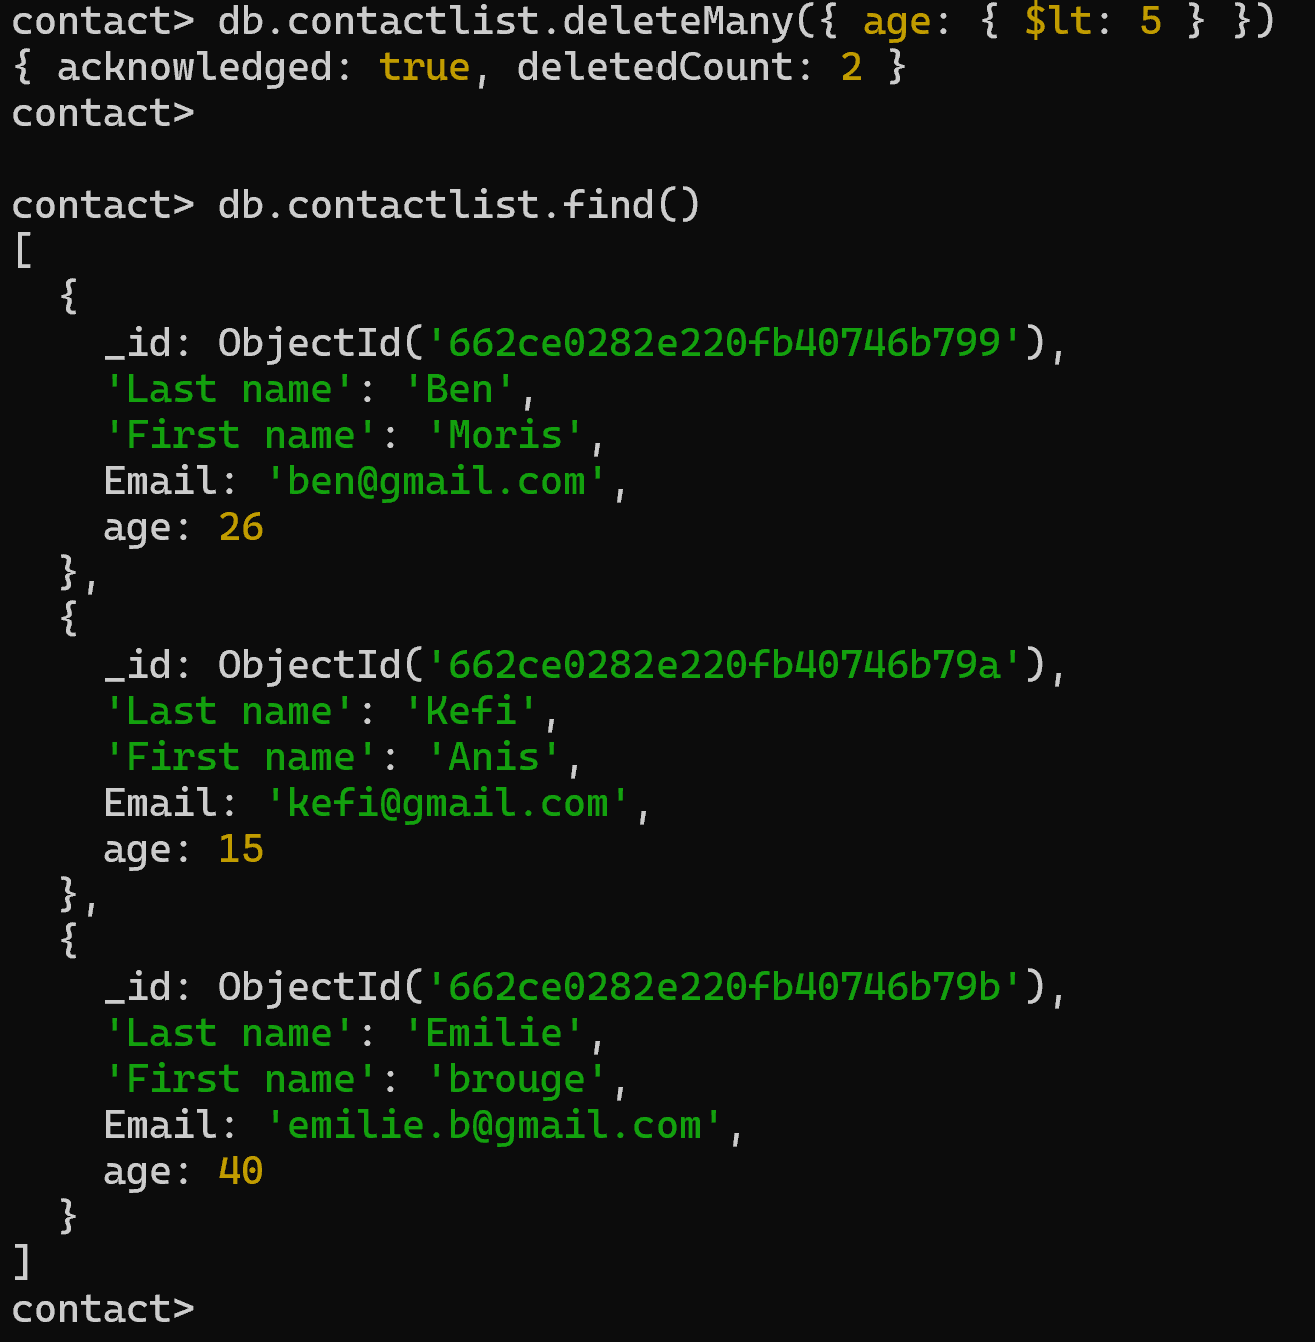 contact> db.contactlist.deleteMany({ age: { $lt: 5 } })
{ acknowledged: true, deletedCount: 2 }
contact>
contact> db.contactlist.find()
[
  {
    _id: ObjectId('662ce0282e220fb40746b799'),
    'Last name': 'Ben',
    'First name': 'Moris',
    Email: 'ben@gmail.com',
    age: 26
  },
  {
    _id: ObjectId('662ce0282e220fb40746b79a'),
    'Last name': 'Kefi',
    'First name': 'Anis',
    Email: 'kefi@gmail.com',
    age: 15
  },
  {
    _id: ObjectId('662ce0282e220fb40746b79b'),
    'Last name': 'Emilie',
    'First name': 'brouge',
    Email: 'emilie.b@gmail.com',
    age: 40
  }
]
contact>